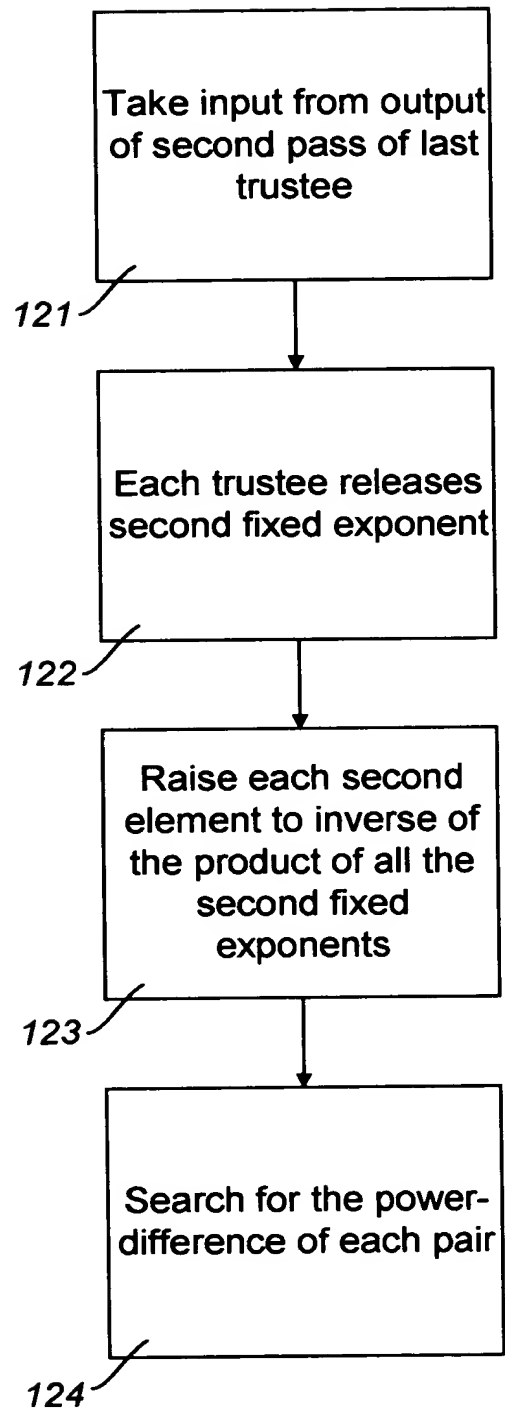 Take input from output
of second pass of last
trustee
121
Each trustee releases
second fixed exponent
122
Raise each second
element to inverse of
the product of all the
second fixed
exponents
123
Search for the power-
difference of each pair
124